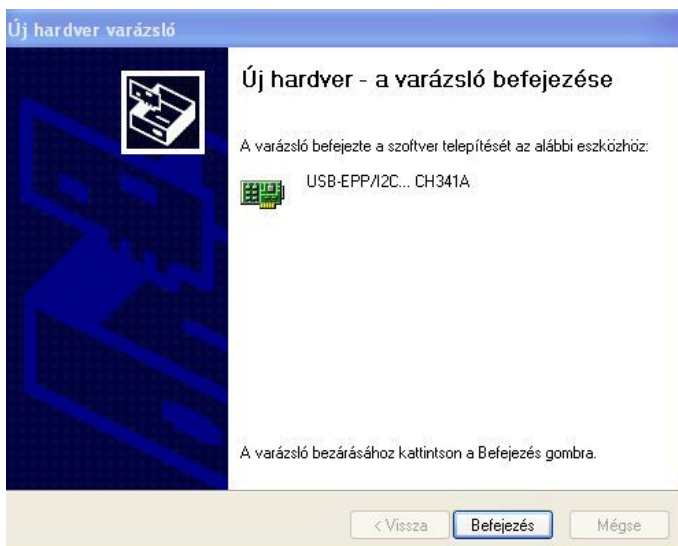 Új hardver varázsló
Új hardver - a varázsló befejezése
A varázsló befejezte a szoftver telepítését az alábbi eszközhöz:
USB-EPP/I2C... CH341A
A varázsló bezárásához kattintson a Befejezés gombra.
< Vissza Befejezés Mégse